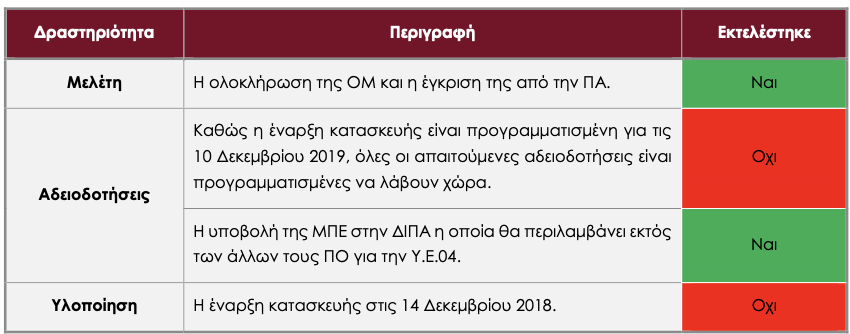 Δραστηριότητα Περιγραφή Εκτελέστηκε
Μελέτη Η ολοκλήρωση της ΟΜ και η έγκριση της από την ΠΑ. Ναι
Αδειοδοτήσεις
Καθώς η έναρξη κατασκευής είναι προγραμματισμένη για τις
10 Δεκεμβρίου 2019, όλες οι απαιτούμενες αδειοδοτήσεις είναι
προγραμματισμένες να λάβουν χώρα.
Οχι
Η υποβολή της ΜΠΕ στην ΔΙΠΑ η οποία θα περιλαμβάνει εκτός
των άλλων τους ΠΟ για την Υ.Ε.04.
Ναι
Υλοποίηση Η έναρξη κατασκευής στις 14 Δεκεμβρίου 2018. Οχι